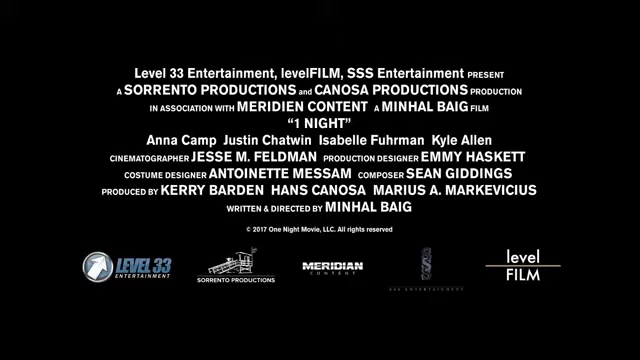 Level 33 Entertainment, levelFILM, SSS Entertainment PRESENT
A SORRENTO PRODUCTIONS and CANOSA PRODUCTIONS PRODUCTION
IN ASSOCIATION WITH MERIDIEN CONTENT A MINHAL BAIG FILM
“1 NIGHT”
Anna Camp Justin Chatwin Isabelle Fuhrman Kyle Allen
CINEMATOGRAPHER JESSE M. FELDMAN PRODUCTION DESIGNER EMMY HASKETT
COSTUME DESIGNER ANTOINETTE MESSAM COMPOSER SEAN GIDDINGS
PRODUCED BY KERRY BARDEN HANS CANOSA MARIUS A. MARKEVICIUS
WRITTEN & DIRECTED BY MINHAL BAIG
© 2017 One Night Movie, LLC. All rights reserved
LEVEL 33
ENTERTAINMENT
SORRENTO PRODUCTIONS
MERIDIAN
CONTENT
SSS ENTERTAINMENT
level
FILM